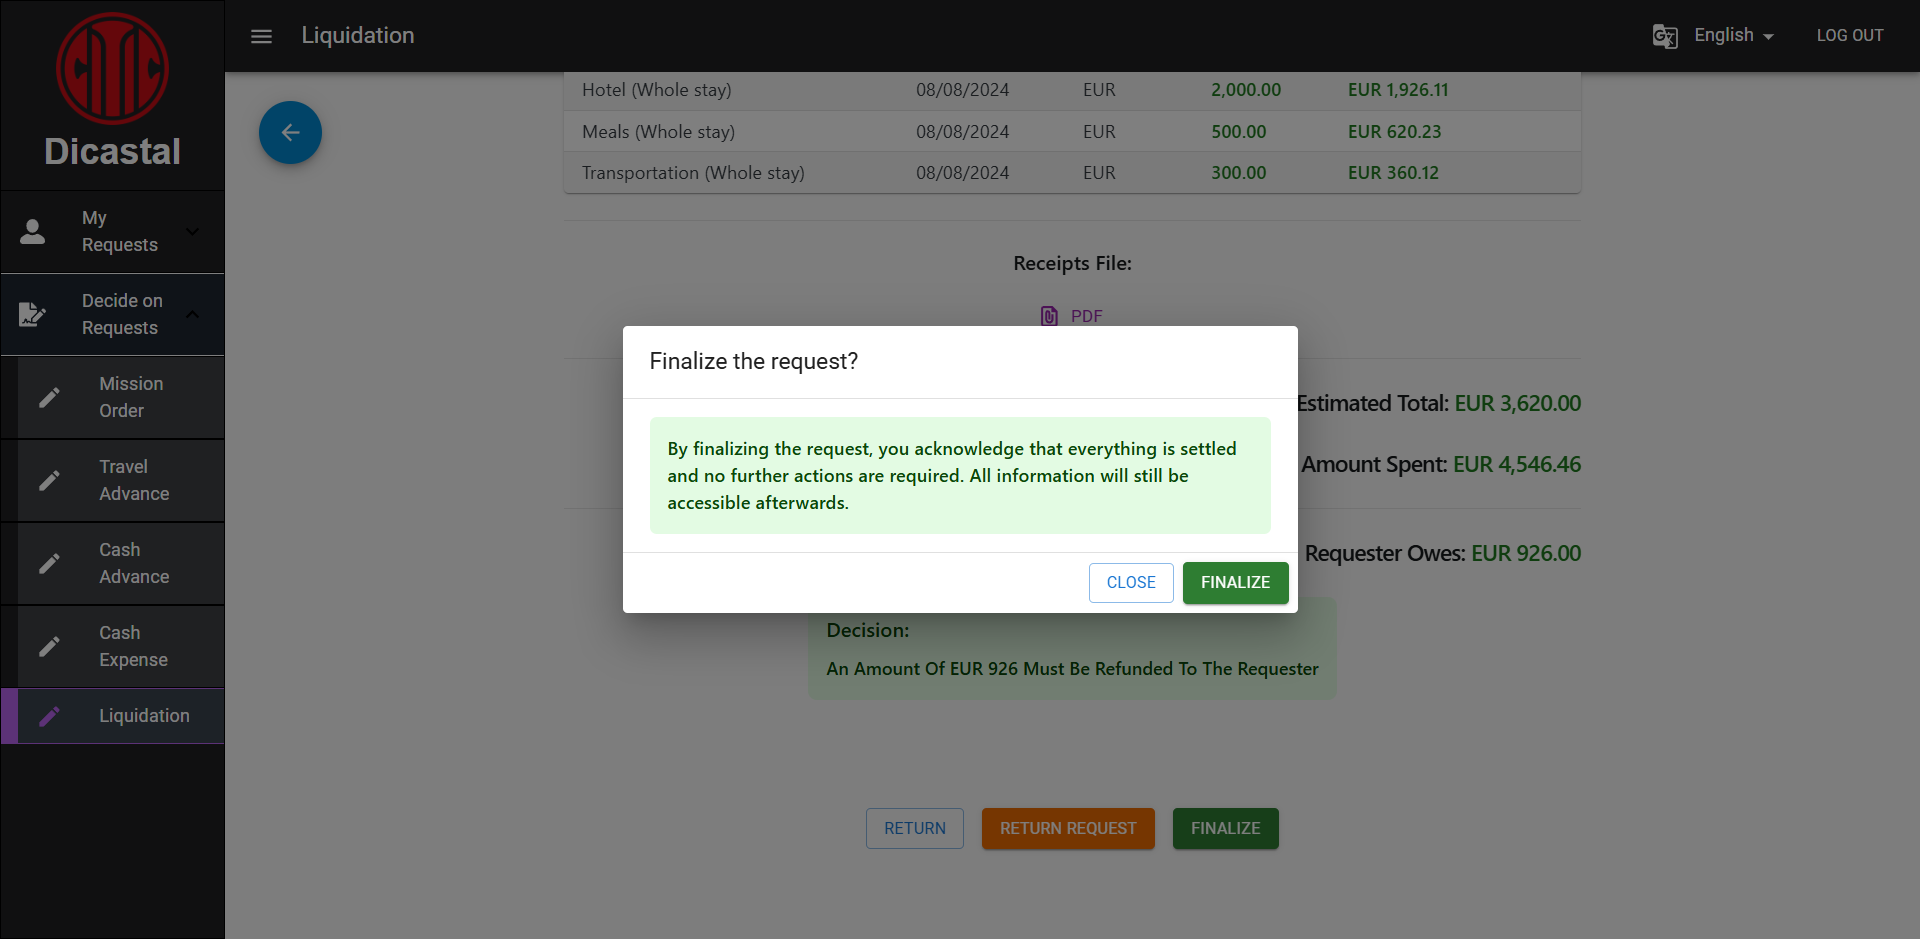 Dicastal
Liquidation
English
LOG OUT
My
Requests
Decide on
Requests
Mission
Order
Travel
Advance
Cash
Advance
Cash
Expense
Liquidation
Hotel (Whole stay) 08/08/2024 EUR 2,000.00 EUR 1,926.11
Meals (Whole stay) 08/08/2024 EUR 500.00 EUR 620.23
Transportation (Whole stay) 08/08/2024 EUR 300.00 EUR 360.12
Receipts File:
PDF
Finalize the request?
By finalizing the request, you acknowledge that everything is settled
and no further actions are required. All information will still be
accessible afterwards.
CLOSE FINALIZE
Estimated Total: EUR 3,620.00
Amount Spent: EUR 4,546.46
Requester Owes: EUR 926.00
Decision:
An Amount Of EUR 926 Must Be Refunded To The Requester
RETURN RETURN REQUEST FINALIZE